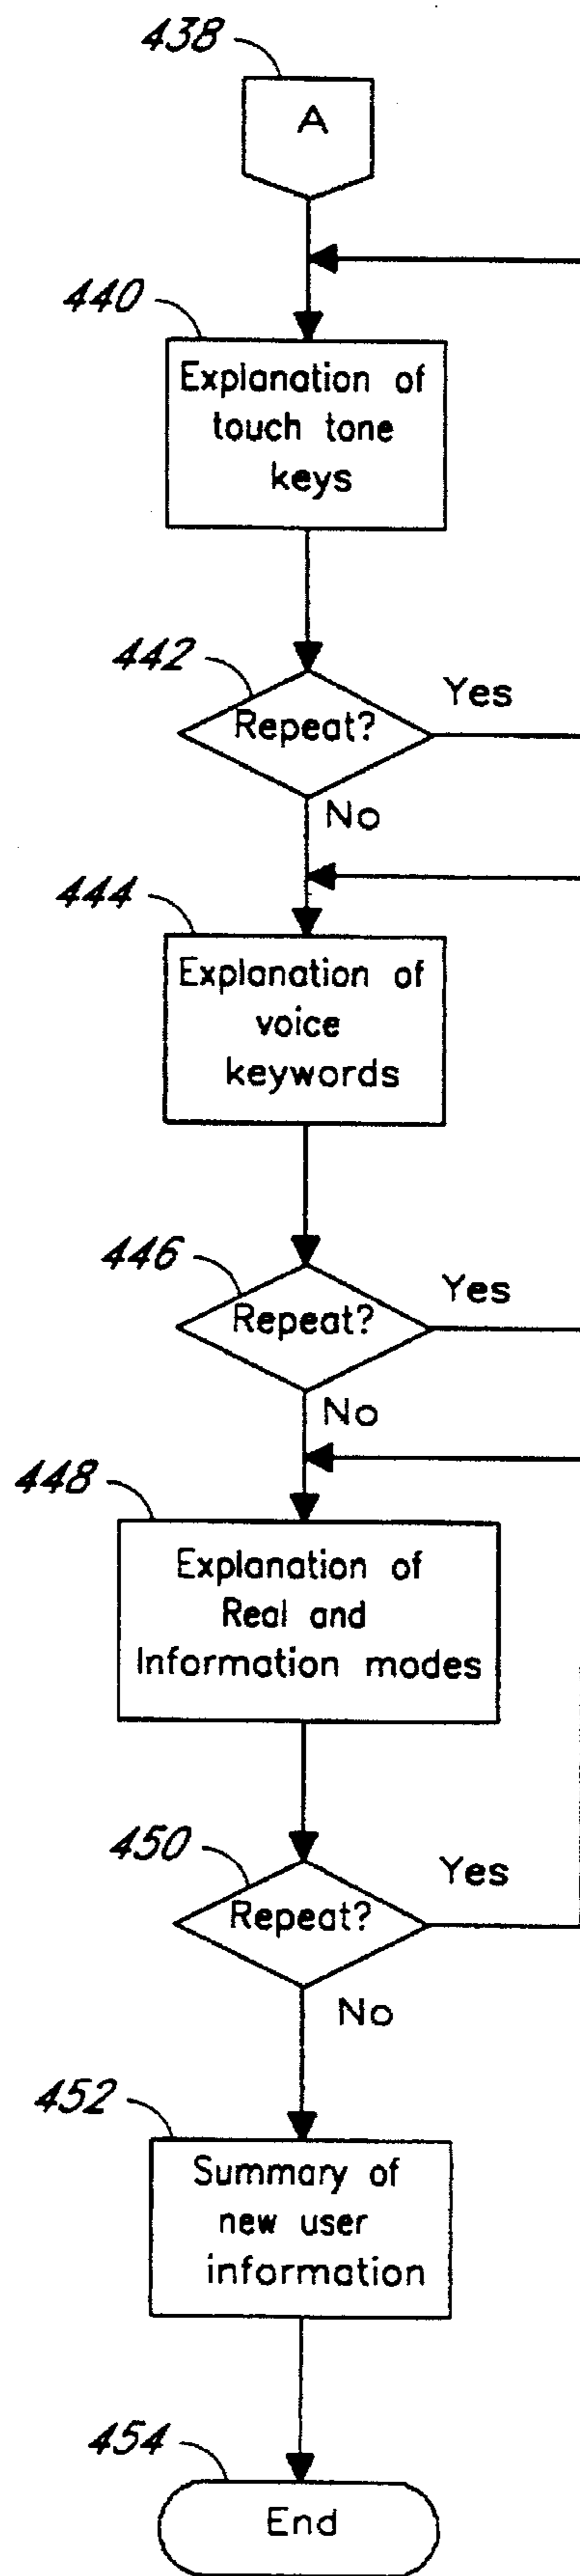 438
A
440
Explanation of
touch tone
keys
442
Repeat?
Yes
No
444
Explanation of
voice
keywords
446
Repeat?
Yes
No
448
Explanation of
Real and
Information modes
450
Repeat?
Yes
No
452
Summary of
new user
information
454
End